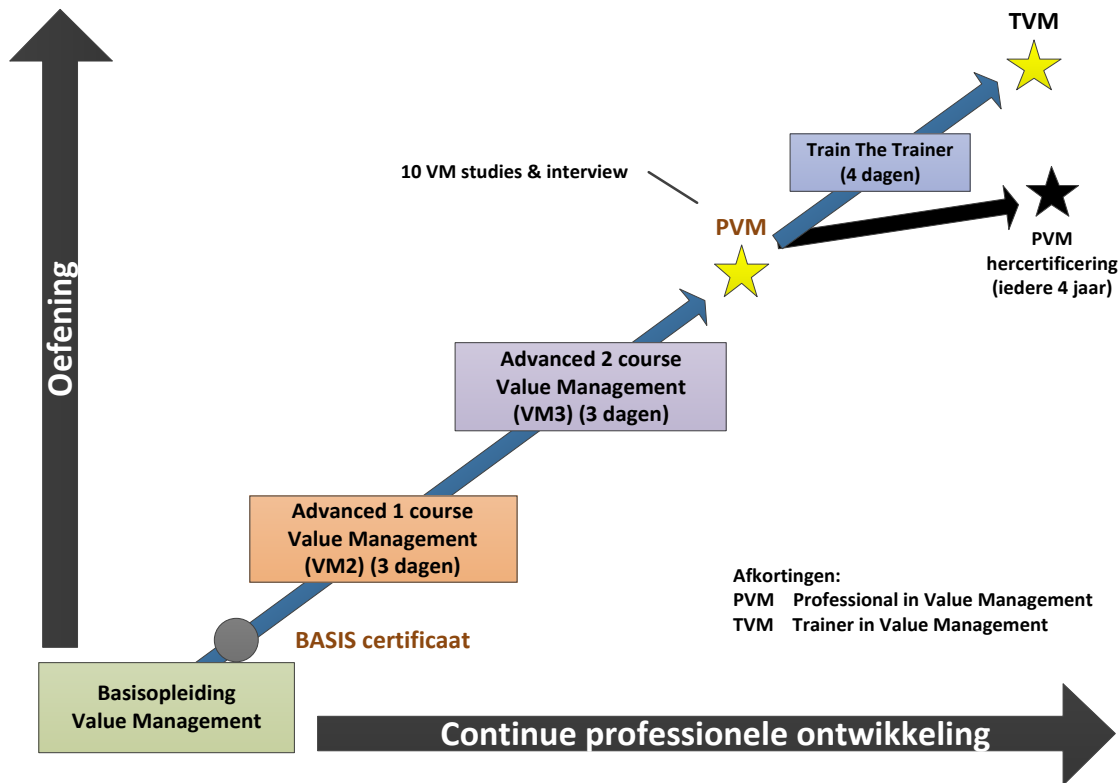 TVM
Train The Trainer
(4 dagen)
10 VM studies & interview
PVM
PVM
hercertificering
(iedere 4 jaar)
Oefening
Advanced 2 course
Value Management
(VM3) (3 dagen)
Advanced 1 course
Value Management
(VM2) (3 dagen)
Afkortingen:
PVM Professional in Value Management
TVM Trainer in Value Management
BASIS certificaat
Basisopleiding
Value Management
Continue professionele ontwikkeling